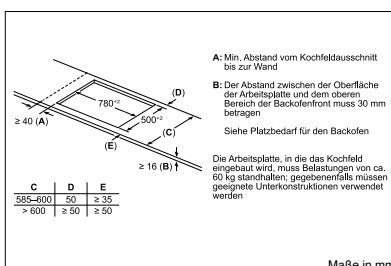 780⁺²
500⁺²
(D)
(C)
≥ 40 (A)
(E)
≥ 16 (B)
C D E
585–600 50 ≥ 35
> 600 ≥ 50 ≥ 50
A: Min. Abstand vom Kochfeldausschnitt
bis zur Wand
B: Der Abstand zwischen der Oberfläche
der Arbeitsplatte und dem oberen
Bereich der Backofenfront muss 30 mm
betragen
Siehe Platzbedarf für den Backofen
Die Arbeitsplatte, in die das Kochfeld
eingebaut wird, muss Belastungen von ca.
60 kg standhalten; gegebenenfalls müssen
geeignete Unterkonstruktionen verwendet
werden
Maße in mm